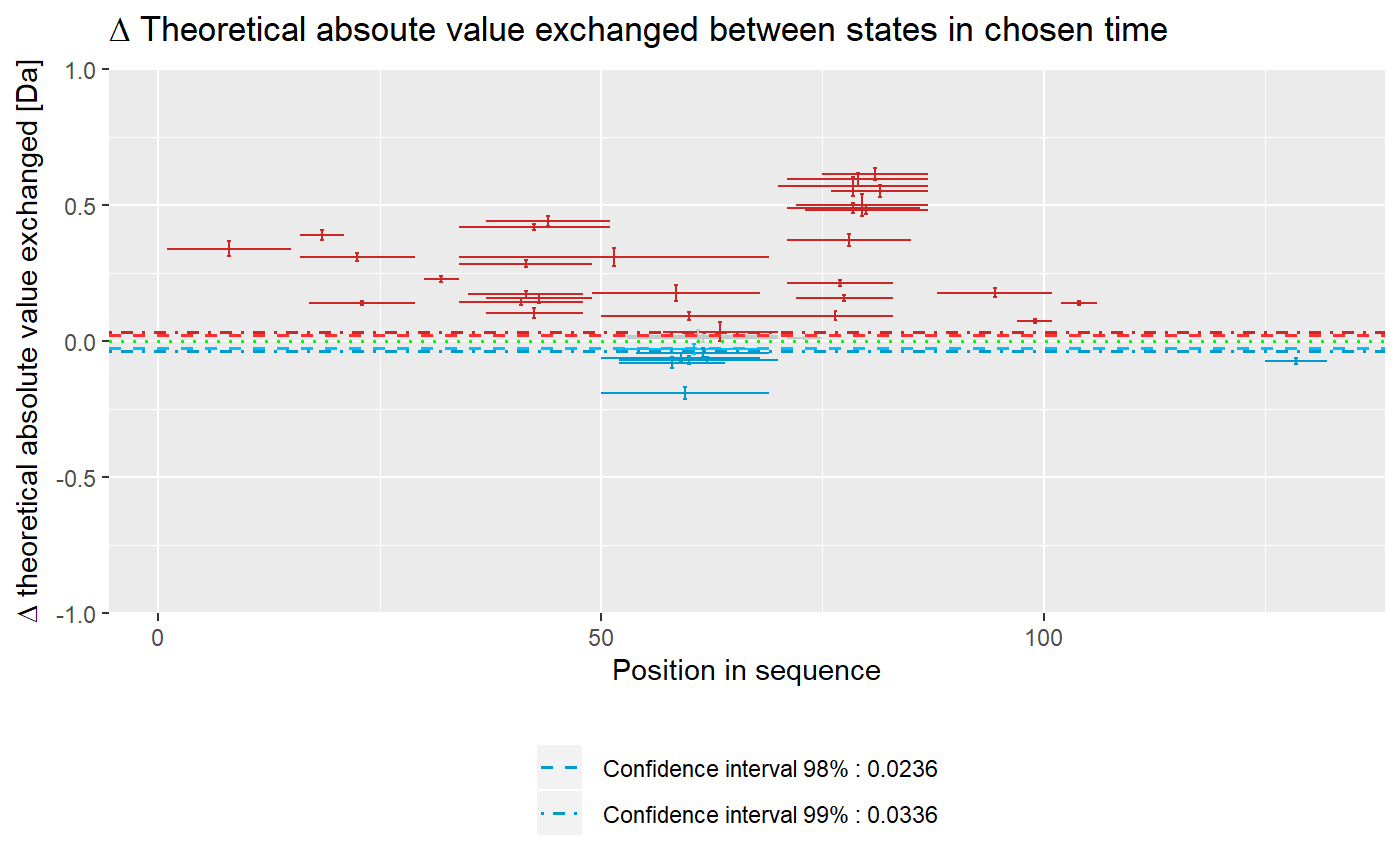 Δ Theoretical absoute value exchanged between states in chosen time
Δ theoretical absolute value exchanged [Da]
1.0
0.5
0.0
-0.5
-1.0
0
50
100
Position in sequence
Confidence interval 98% : 0.0236
Confidence interval 99% : 0.0336